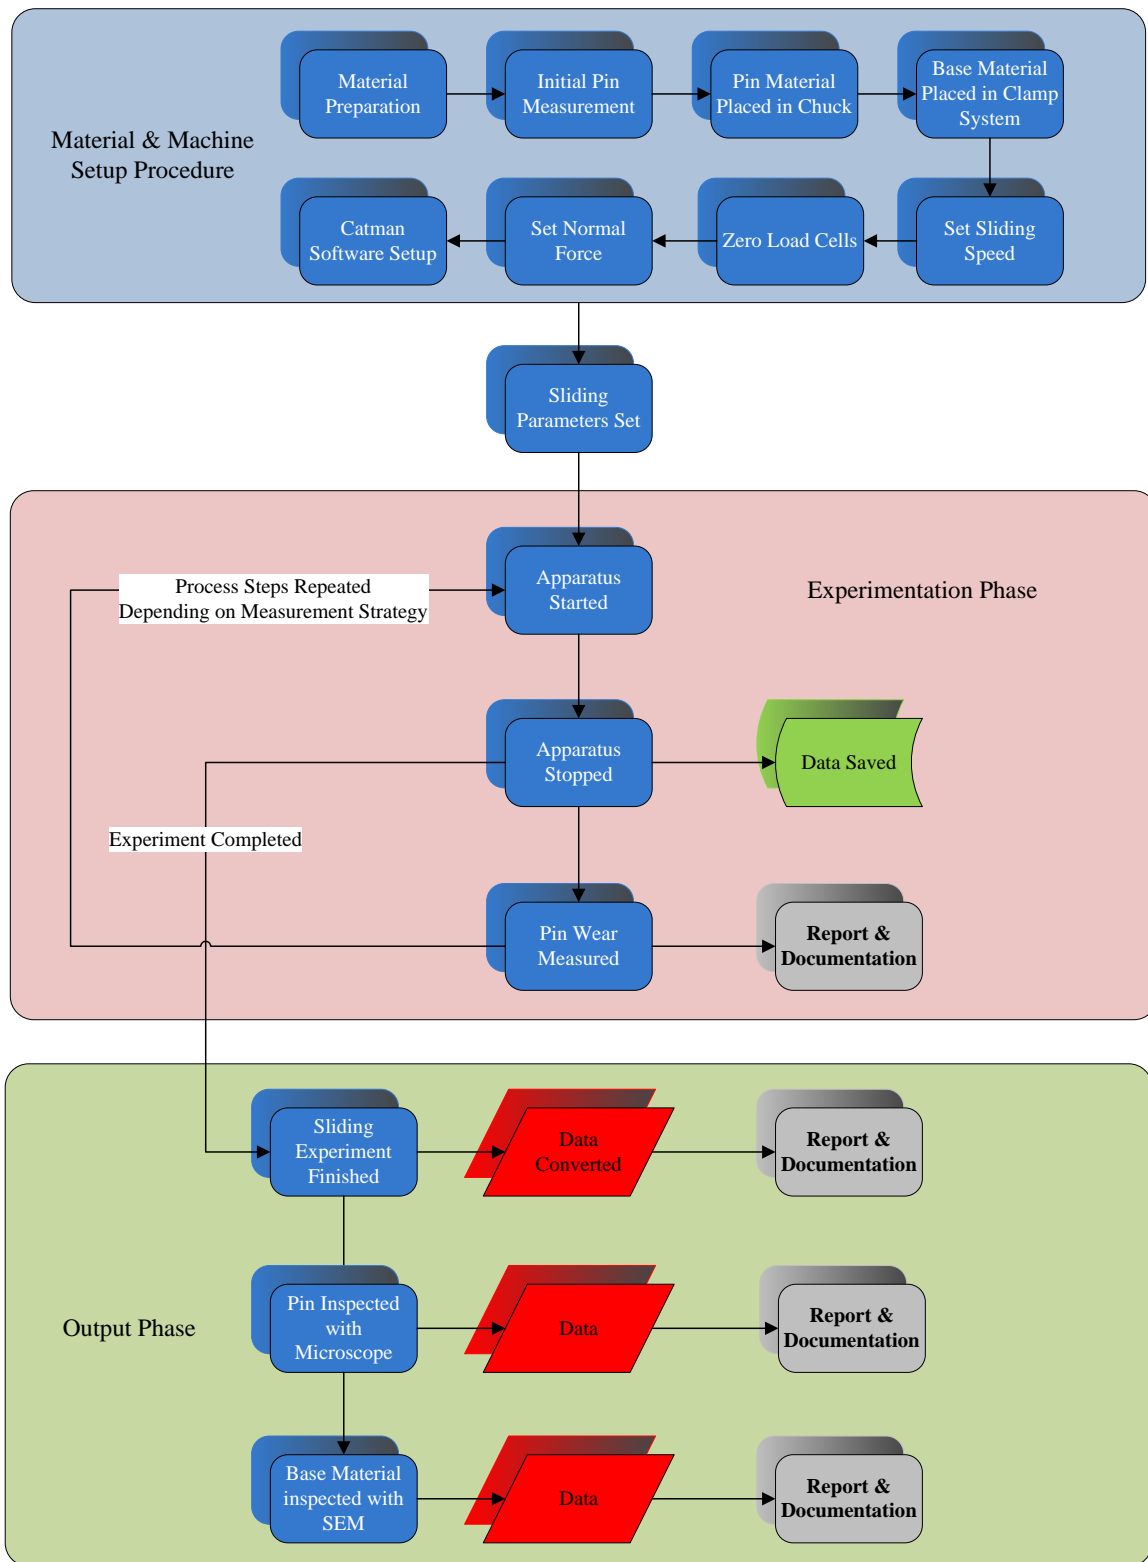 Material & Machine
Setup Procedure
Material
Preparation
Initial Pin
Measurement
Pin Material
Placed in Chuck
Base Material
Placed in Clamp
System
Catman
Software Setup
Set Normal
Force
Zero Load Cells
Set Sliding
Speed
Sliding
Parameters Set
Experimentation Phase
Process Steps Repeated
Depending on Measurement Strategy
Apparatus
Started
Apparatus
Stopped
Data Saved
Experiment Completed
Pin Wear
Measured
Report &
Documentation
Output Phase
Sliding
Experiment
Finished
Data
Converted
Report &
Documentation
Pin Inspected
with
Microscope
Data
Report &
Documentation
Base Material
inspected with
SEM
Data
Report &
Documentation